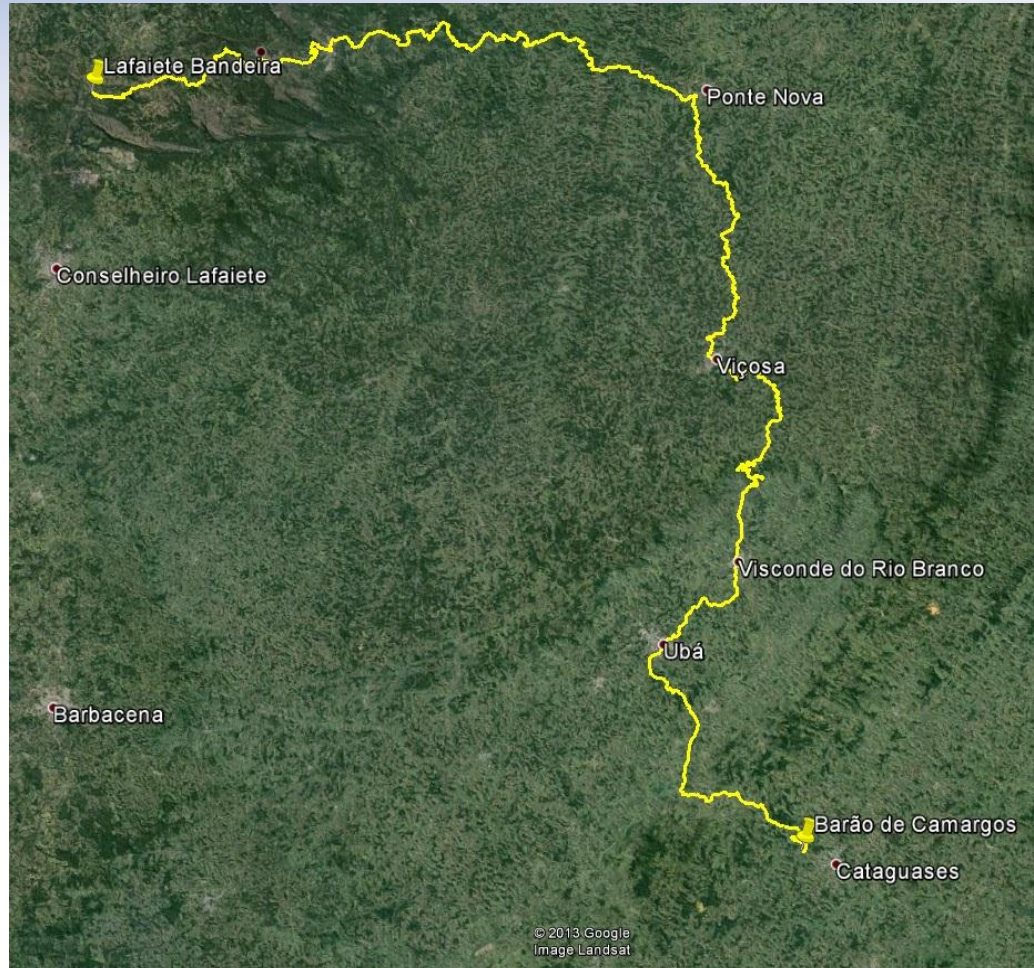 Lafaiete Bandeira
Ponte Nova
Conselheiro Lafaiete
Viçosa
Visconde do Rio Branco
Ubá
Barbacena
Barão de Camargos
Cataguases
© 2013 Google
Image Landsat